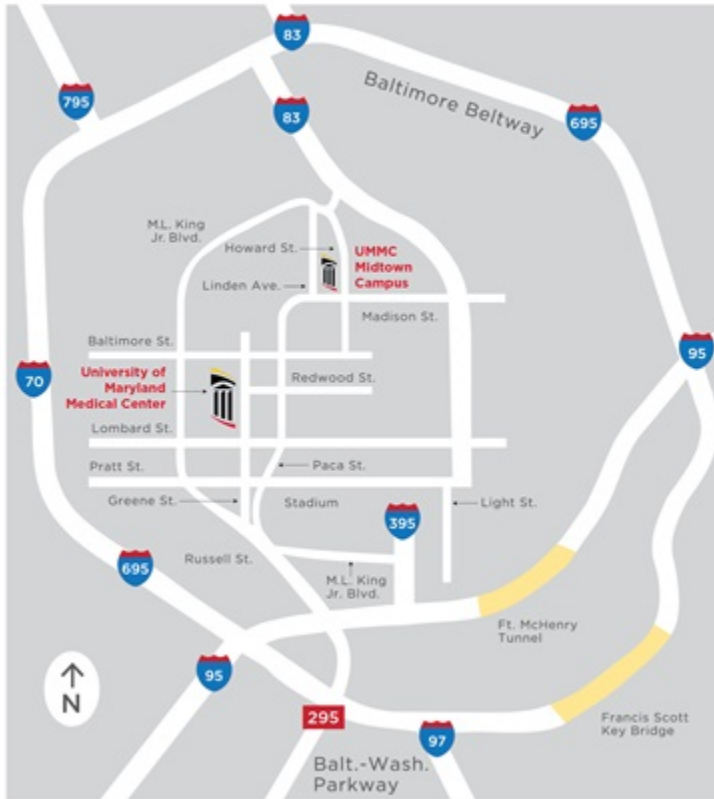 83
795
83
Baltimore Beltway
695
M.L. King
Jr. Blvd.
Howard St.
UMMC
Midtown
Campus
Linden Ave.
Madison St.
Baltimore St.
95
University of
Maryland
Medical Center
Redwood St.
70
Lombard St.
Pratt St.
Paca St.
Greene St.
Stadium
Light St.
395
Russell St.
695
M.L. King
Jr. Blvd.
Ft. McHenry
Tunnel
95
N
295
97
Francis Scott
Key Bridge
Balt.-Wash.
Parkway